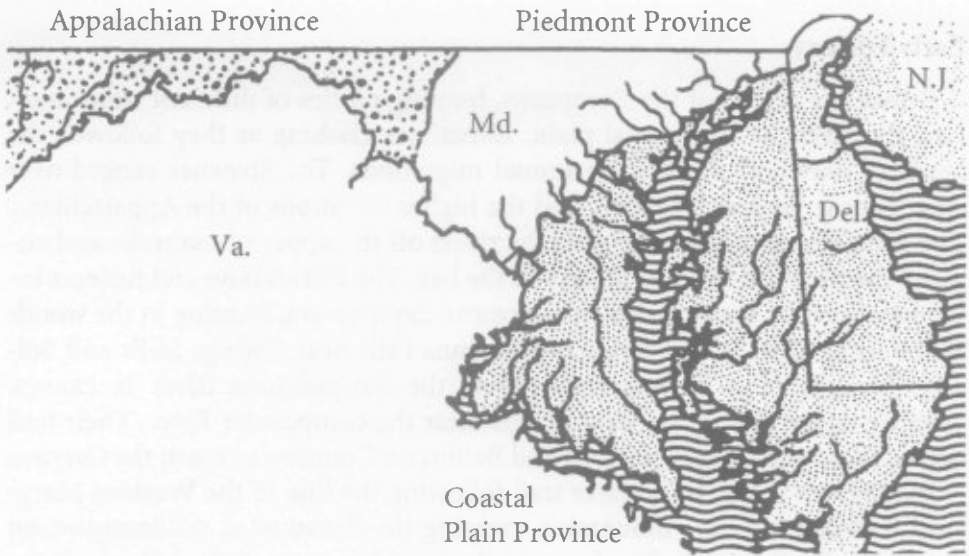 Appalachian Province
Piedmont Province
N.J.
Md.
Del.
Va.
Coastal
Plain Province